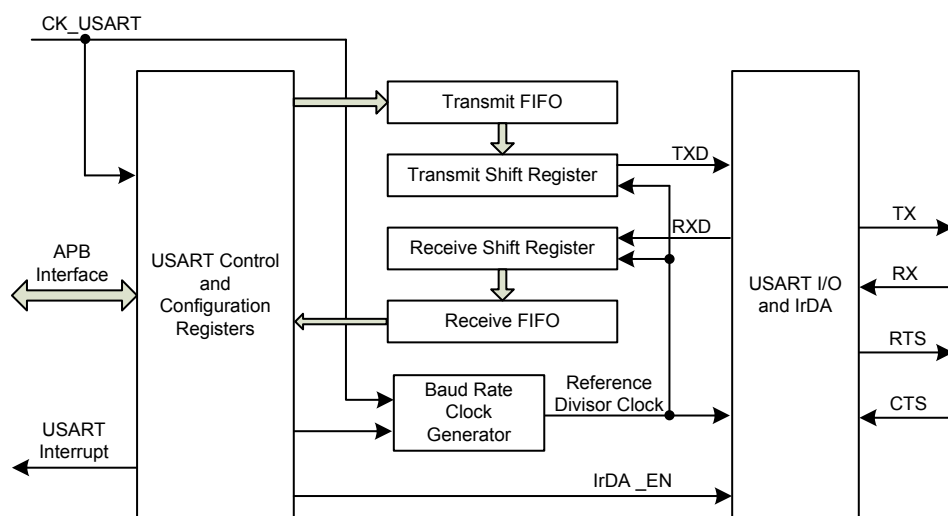 CK_USART
Transmit FIFO
TXD
Transmit Shift Register
RXD
Receive Shift Register
Receive FIFO
APB
Interface
USART Control
and
Configuration
Registers
USART I/O
and IrDA
TX
RX
RTS
CTS
Baud Rate
Clock
Generator
Reference
Divisor Clock
USART
Interrupt
IrDA _EN